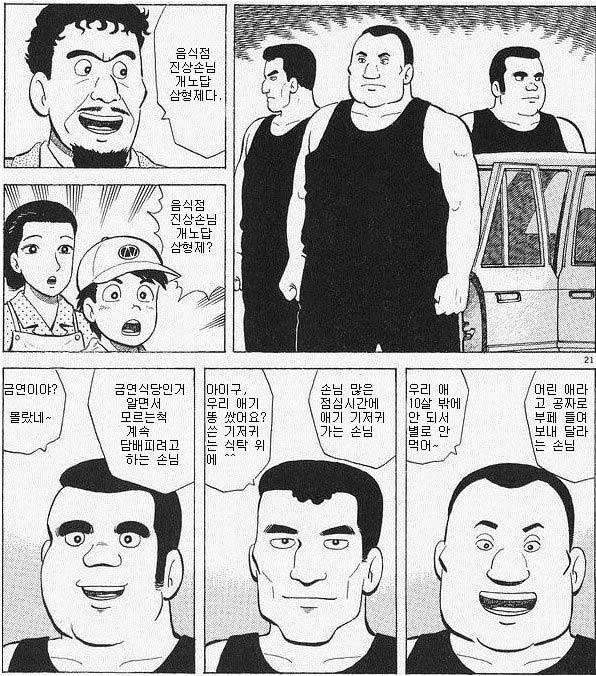 음식점
진상손님
개노답
삼형제다.
음식점
진상손님
개노답
삼형제?
21
금연이야?
몰랐네~
금연식당인거
알면서
모르는척
계속
담배피려고
하는 손님
아이구,
우리 애기
똥 쌌어요?
쓴 기저귀
는 식탁 위
에 ^^
손님 많은
점심시간에
애기 기저귀
가는 손님
우리 애
10살 밖에
안 되서
별로 안
먹어~
어린 애라
고 공짜로
부페 들여
보내 달라
는 손님